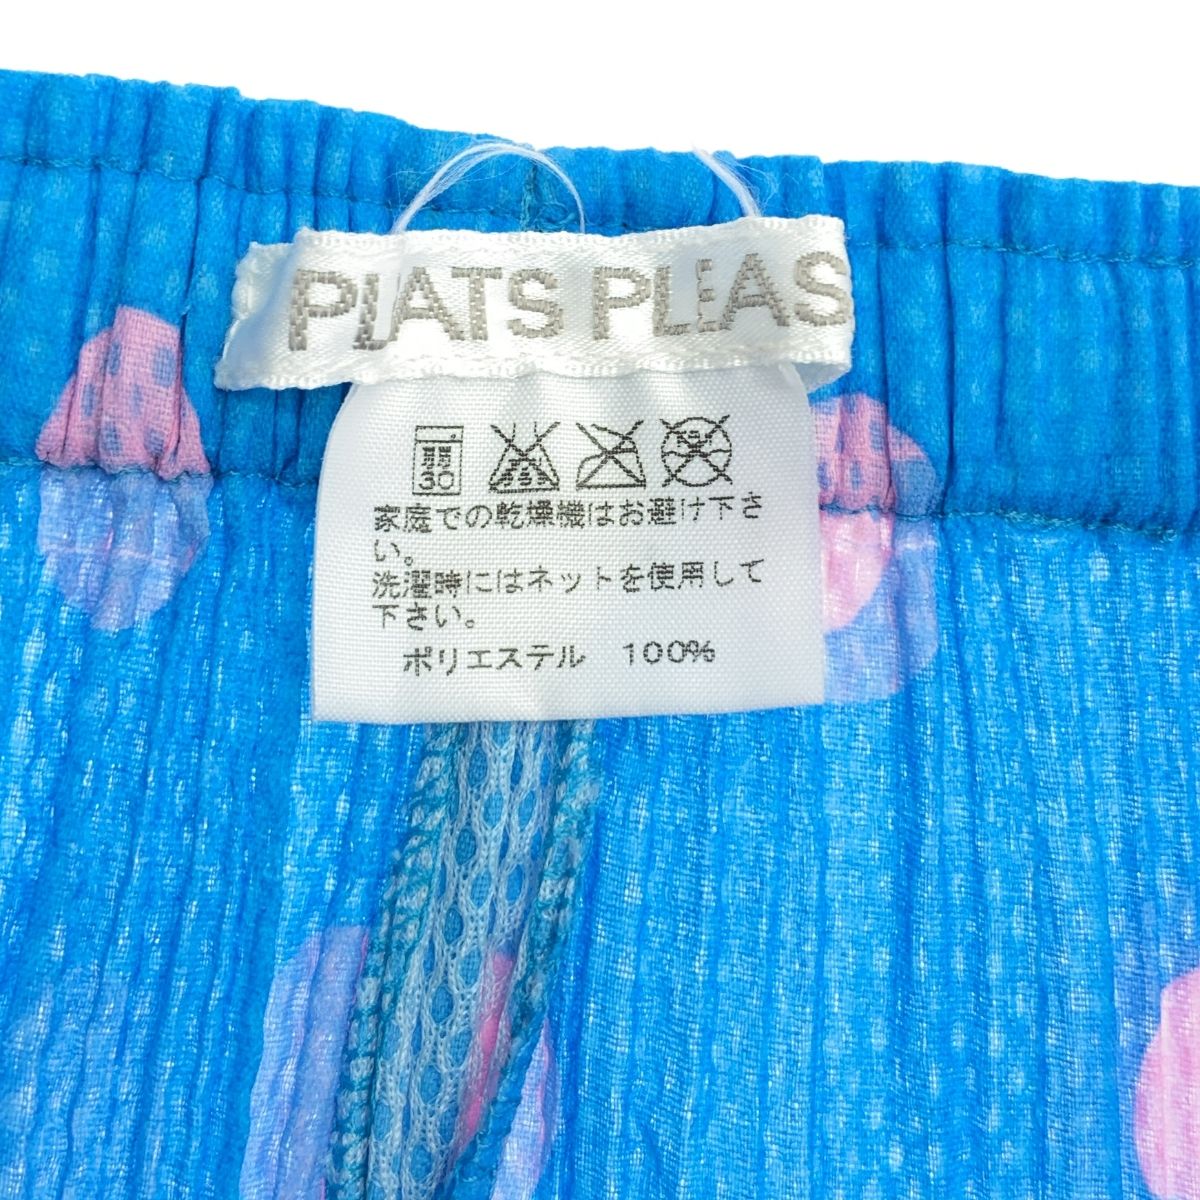 PLATS PLEAS
弱
30
家庭での乾燥機はお避け下さ
い。
洗濯時にはネットを使用して
下さい。
ポリエステル 100%